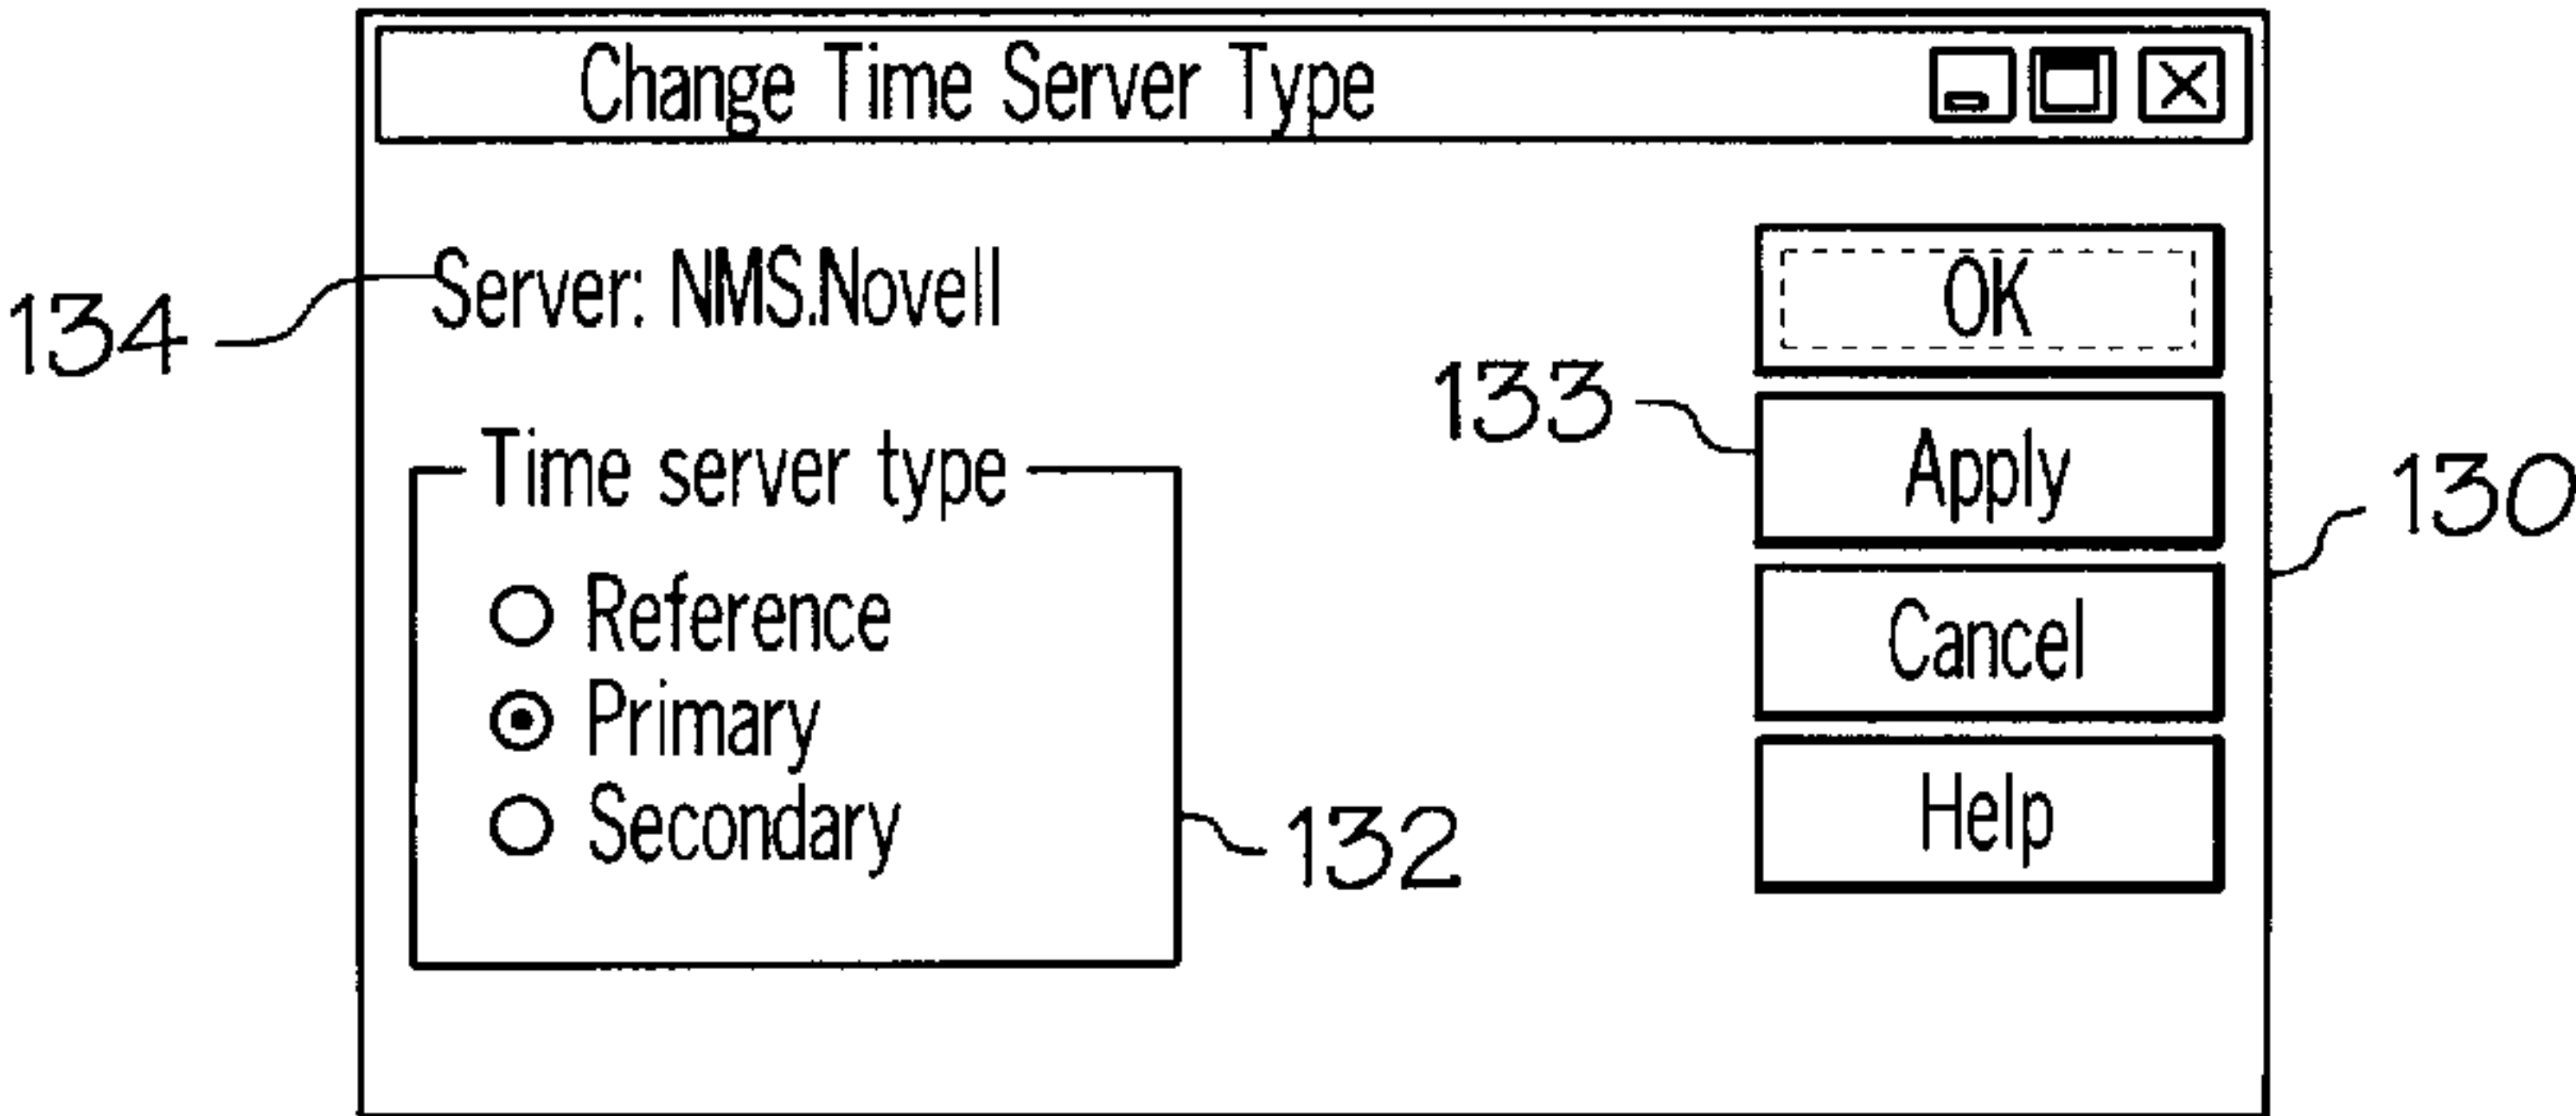 Change Time Server Type
134
Server: NMS.Novell
OK
133
Apply
130
Time server type
Reference
Primary
Secondary
132
Cancel
Help